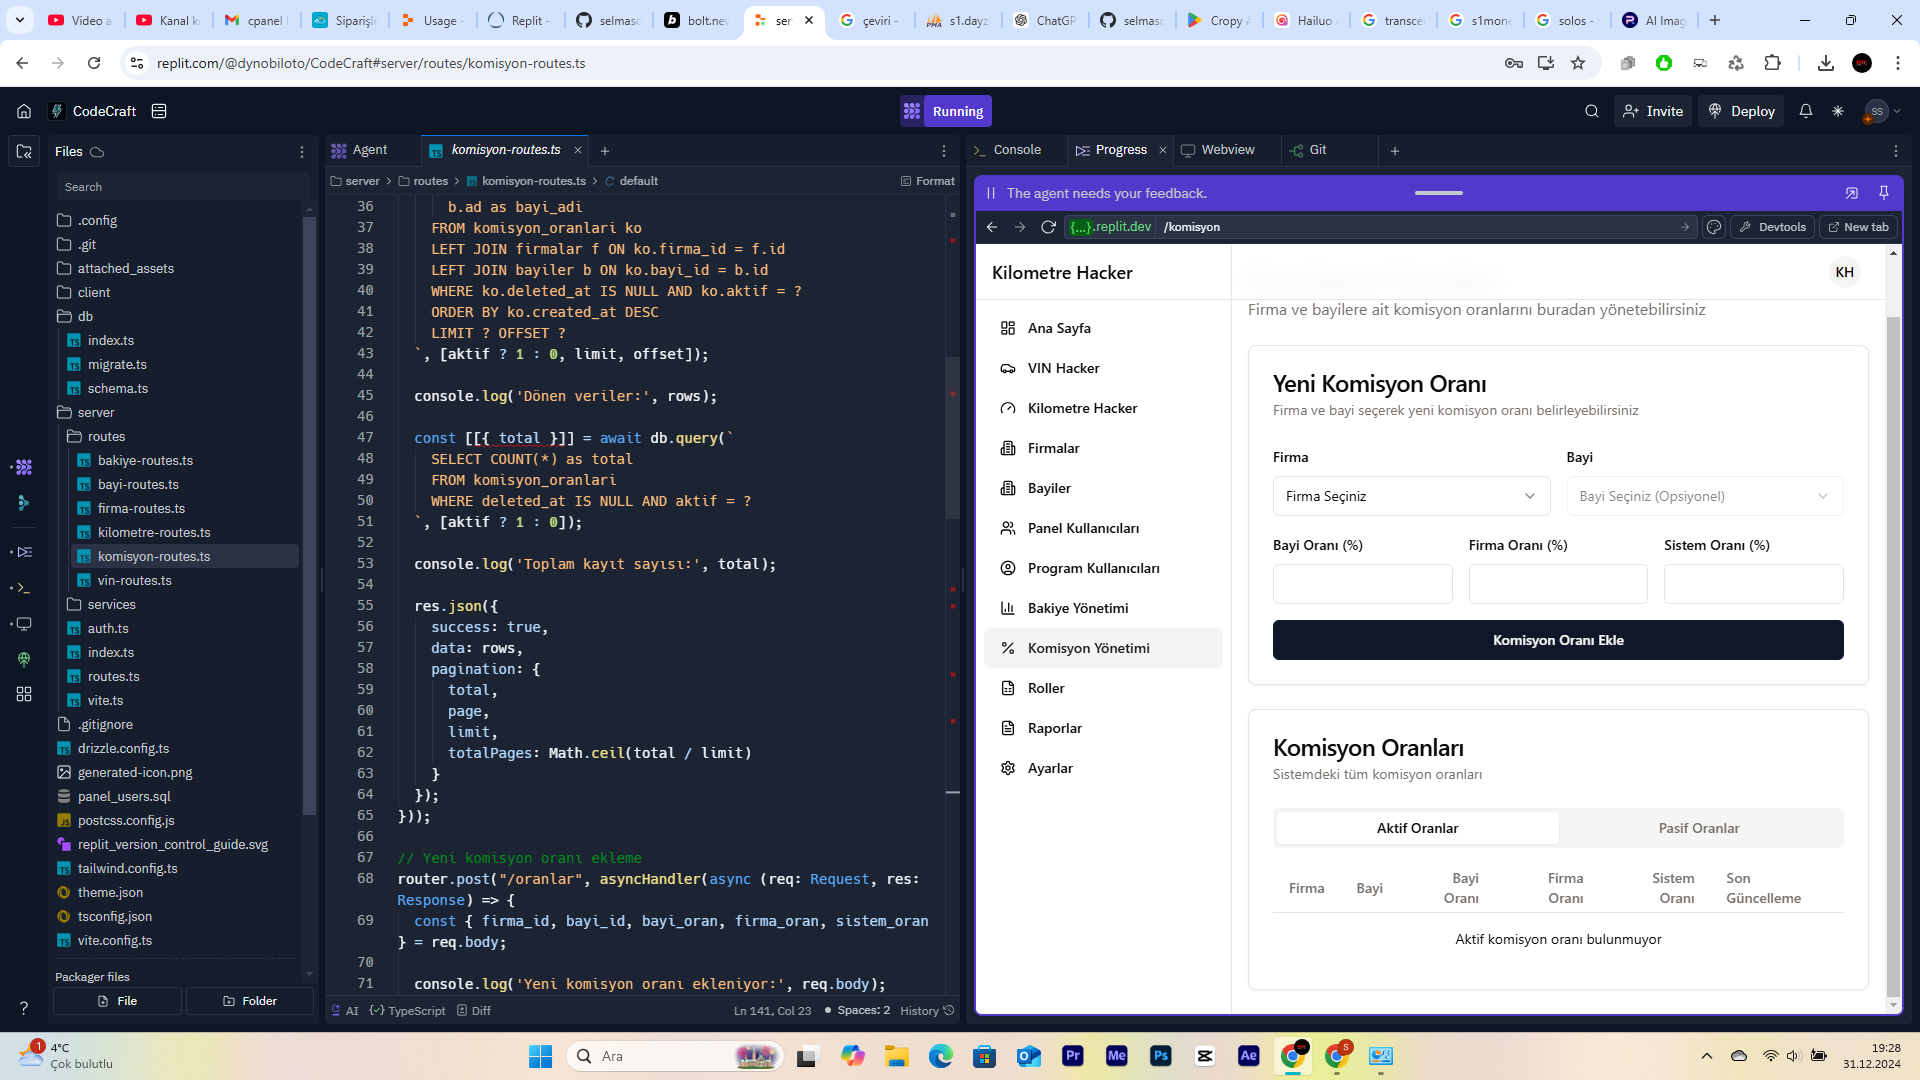 Video a
Kanal k
cpanel l
Siparişl
Usage -
Replit -
selmaso
bolt.new
ser
çeviri -
s1.dayz
ChatGP
selmaso
Cropy A
Hailuo
transce
s1mone
solos -
AI Imag
replit.com/@dynobiloto/CodeCraft#server/routes/komisyon-routes.ts
CodeCraft
Running
Invite
Deploy
SS
Files
Agent
komisyon-routes.ts
Console
Progress
Webview
Git
Search
server
routes
komisyon-routes.ts
default
Format
.config
.git
attached_assets
client
db
index.ts
migrate.ts
schema.ts
server
routes
bakiye-routes.ts
bayi-routes.ts
firma-routes.ts
kilometre-routes.ts
komisyon-routes.ts
vin-routes.ts
services
auth.ts
index.ts
routes.ts
vite.ts
.gitignore
drizzle.config.ts
generated-icon.png
panel_users.sql
postcss.config.js
replit_version_control_guide.svg
tailwind.config.ts
theme.json
tsconfig.json
vite.config.ts
Packager files
File
Folder
36 b.ad as bayi_adi
37 FROM komisyon_oranlari ko
38 LEFT JOIN firmalar f ON ko.firma_id = f.id
39 LEFT JOIN bayiler b ON ko.bayi_id = b.id
40 WHERE ko.deleted_at IS NULL AND ko.aktif = ?
41 ORDER BY ko.created_at DESC
42 LIMIT ? OFFSET ?
43 `, [aktif ? 1 : 0, limit, offset]);
44
45 console.log('Dönen veriler:', rows);
46
47 const [[{ total }]] = await db.query(`
48 SELECT COUNT(*) as total
49 FROM komisyon_oranlari
50 WHERE deleted_at IS NULL AND aktif = ?
51 `, [aktif ? 1 : 0]);
52
53 console.log('Toplam kayıt sayısı:', total);
54
55 res.json({
56 success: true,
57 data: rows,
58 pagination: {
59 total,
60 page,
61 limit,
62 totalPages: Math.ceil(total / limit)
63 }
64 });
65 }));
66
67 // Yeni komisyon oranı ekleme
68 router.post("/oranlar", asyncHandler(async (req: Request, res:
Response) => {
69 const { firma_id, bayi_id, bayi_oran, firma_oran, sistem_oran
} = req.body;
70
71 console.log('Yeni komisyon oranı ekleniyor:', req.body);
AI
TypeScript
Diff
Ln 141, Col 23
Spaces: 2
History
The agent needs your feedback.
{...}.replit.dev
/komisyon
Devtools
New tab
Kilometre Hacker
KH
Firma ve bayilere ait komisyon oranlarını buradan yönetebilirsiniz
Ana Sayfa
VIN Hacker
Kilometre Hacker
Firmalar
Bayiler
Panel Kullanıcıları
Program Kullanıcıları
Bakiye Yönetimi
Komisyon Yönetimi
Roller
Raporlar
Ayarlar
Yeni Komisyon Oranı
Firma ve bayi seçerek yeni komisyon oranı belirleyebilirsiniz
Firma
Bayi
Firma Seçiniz
Bayi Seçiniz (Opsiyonel)
Bayi Oranı (%)
Firma Oranı (%)
Sistem Oranı (%)
Komisyon Oranı Ekle
Komisyon Oranları
Sistemdeki tüm komisyon oranları
Aktif Oranlar
Pasif Oranlar
Firma
Bayi
Bayi Oranı
Firma Oranı
Sistem Oranı
Son Güncelleme
Aktif komisyon oranı bulunmuyor
1
4°C
Çok bulutlu
Ara
Pr
Me
Ps
Ae
S
19:28
31.12.2024